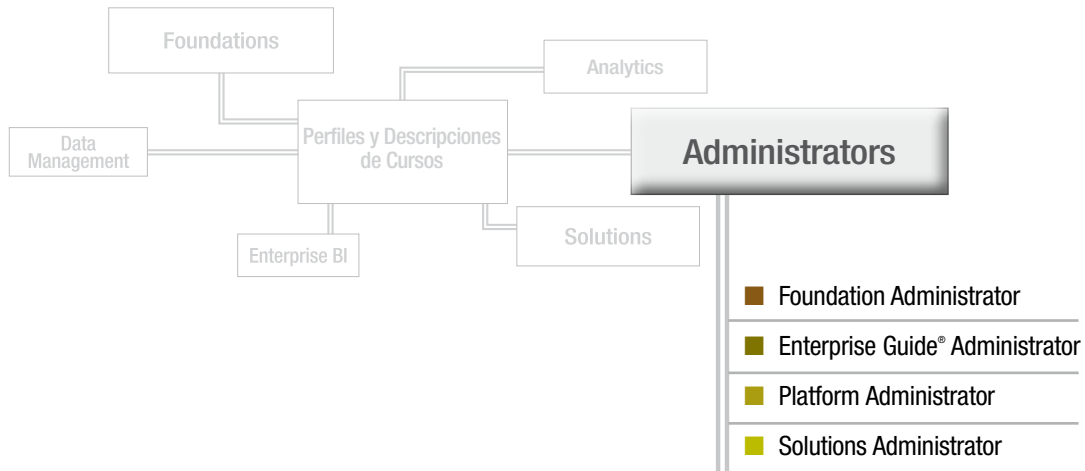 Foundations
Analytics
Data
Management
Perfiles y Descripciones
de Cursos
Administrators
Enterprise BI
Solutions
Foundation Administrator
Enterprise Guide® Administrator
Platform Administrator
Solutions Administrator